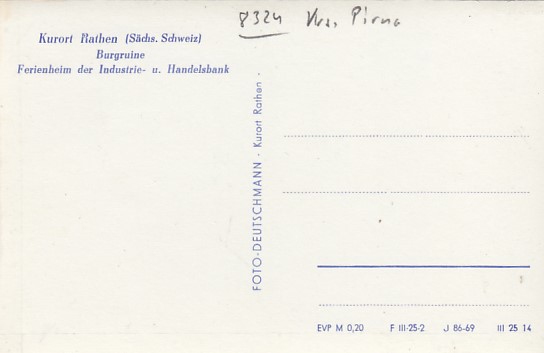 8324 Krs. Pirna
Kurort Rathen (Sächs. Schweiz)
Burgruine
Ferienheim der Industrie- u. Handelsbank
FOTO-DEUTSCHMANN · Kurort Rathen ·
EVP M 0,20 F III-25-2 J 86-69 III 25 14